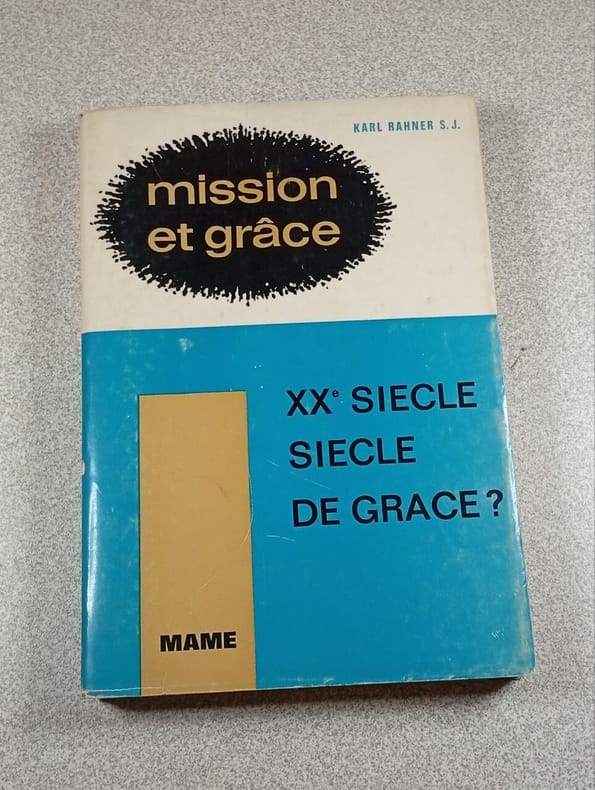 KARL RAHNER S.J.
mission
et grâce
XXe SIECLE
SIECLE
DE GRACE?
MAME